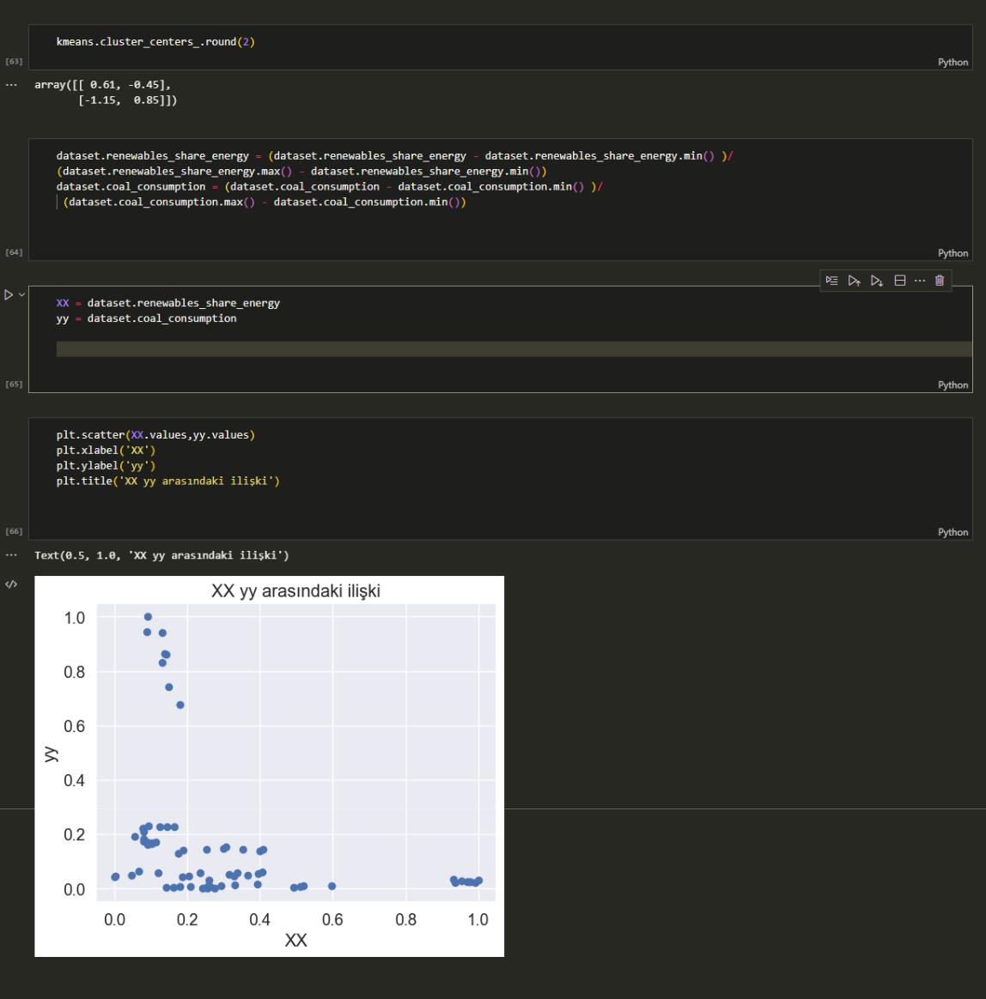 kmeans.cluster_centers_.round(2)
[63]
Python
... array([[ 0.61, -0.45],
       [-1.15,  0.85]])
dataset.renewables_share_energy = (dataset.renewables_share_energy - dataset.renewables_share_energy.min() )/
(dataset.renewables_share_energy.max() - dataset.renewables_share_energy.min())
dataset.coal_consumption = (dataset.coal_consumption - dataset.coal_consumption.min() )/
 (dataset.coal_consumption.max() - dataset.coal_consumption.min())
[64]
Python
XX = dataset.renewables_share_energy
yy = dataset.coal_consumption
[65]
Python
plt.scatter(XX.values,yy.values)
plt.xlabel('XX')
plt.ylabel('yy')
plt.title('XX yy arasındaki ilişki')
[66]
Python
... Text(0.5, 1.0, 'XX yy arasındaki ilişki')
XX yy arasındaki ilişki
1.0
0.8
0.6
yy
0.4
0.2
0.0
0.0 0.2 0.4 0.6 0.8 1.0
XX